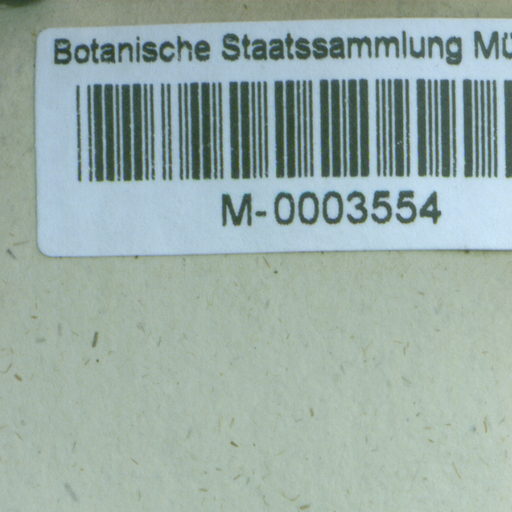 Botanische Staatssammlung Mü
M-0003554